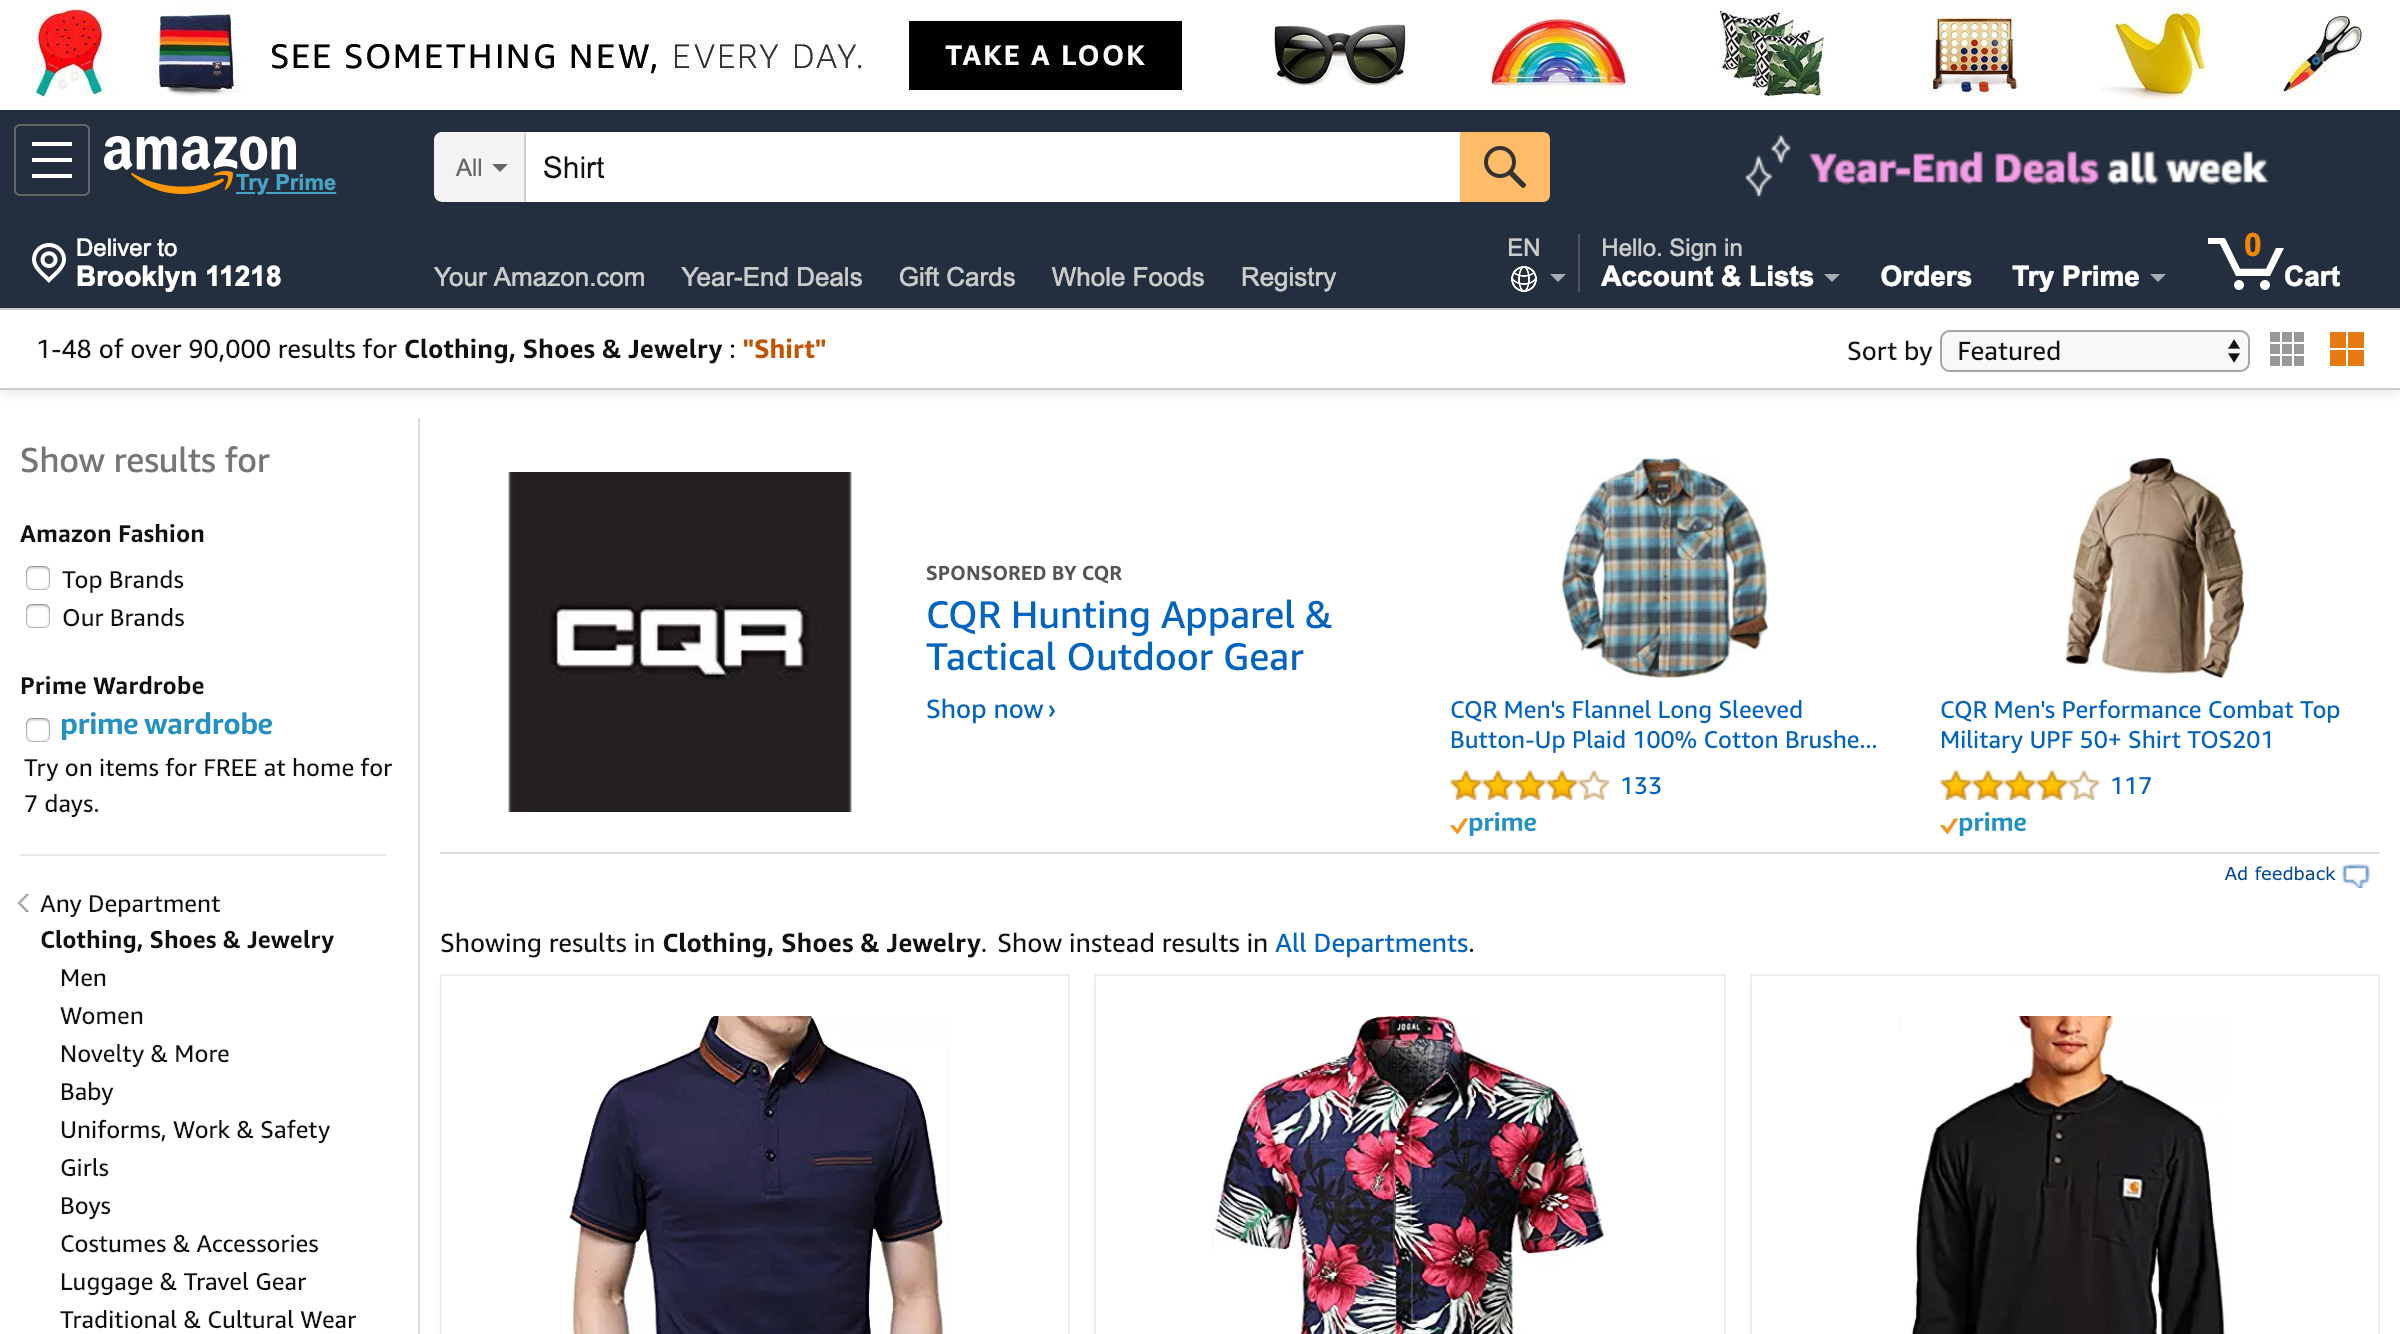 SEE SOMETHING NEW, EVERY DAY.
TAKE A LOOK
amazon
Try Prime
All
Shirt
Year-End Deals all week
Deliver to
Brooklyn 11218
Your Amazon.com
Year-End Deals
Gift Cards
Whole Foods
Registry
EN
Hello. Sign in
Account & Lists
Orders
Try Prime
0
Cart
1-48 of over 90,000 results for Clothing, Shoes & Jewelry : "Shirt"
Sort by
Featured
Show results for
Amazon Fashion
Top Brands
Our Brands
Prime Wardrobe
prime wardrobe
Try on items for FREE at home for
7 days.
Any Department
Clothing, Shoes & Jewelry
Men
Women
Novelty & More
Baby
Uniforms, Work & Safety
Girls
Boys
Costumes & Accessories
Luggage & Travel Gear
Traditional & Cultural Wear
CQR
SPONSORED BY CQR
CQR Hunting Apparel &
Tactical Outdoor Gear
Shop now ›
CQR Men's Flannel Long Sleeved
Button-Up Plaid 100% Cotton Brushe...
133
prime
CQR Men's Performance Combat Top
Military UPF 50+ Shirt TOS201
117
prime
Ad feedback
Showing results in Clothing, Shoes & Jewelry. Show instead results in All Departments.
JOGAL